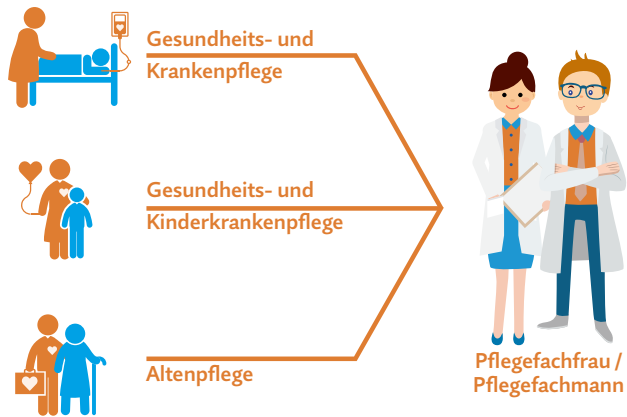 Gesundheits- und
Krankenpflege
Gesundheits- und
Kinderkrankenpflege
Altenpflege
Pflegefachfrau /
Pflegefachmann